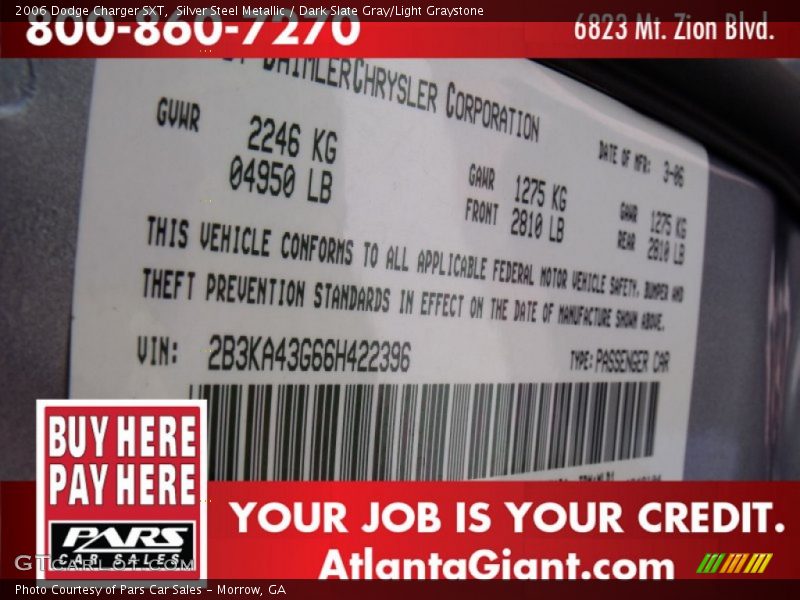 2006 Dodge Charger SXT, Silver Steel Metallic / Dark Slate Gray/Light Graystone
800-860-7270
6823 Mt. Zion Blvd.
DAIMLERCHRYSLER CORPORATION
GVWR
2246 KG
04950 LB
DATE OF MFR: 3-06
GAWR FRONT
1275 KG
2810 LB
GAWR REAR
1275 KG
2810 LB
THIS VEHICLE CONFORMS TO ALL APPLICABLE FEDERAL MOTOR VEHICLE SAFETY, BUMPER AND
THEFT PREVENTION STANDARDS IN EFFECT ON THE DATE OF MANUFACTURE SHOWN ABOVE.
VIN: 2B3KA43G66H422396
TYPE: PASSENGER CAR
BUY HERE
PAY HERE
PARS
CAR SALES
YOUR JOB IS YOUR CREDIT.
AtlantaGiant.com
GTCarLot.com
Photo Courtesy of Pars Car Sales - Morrow, GA